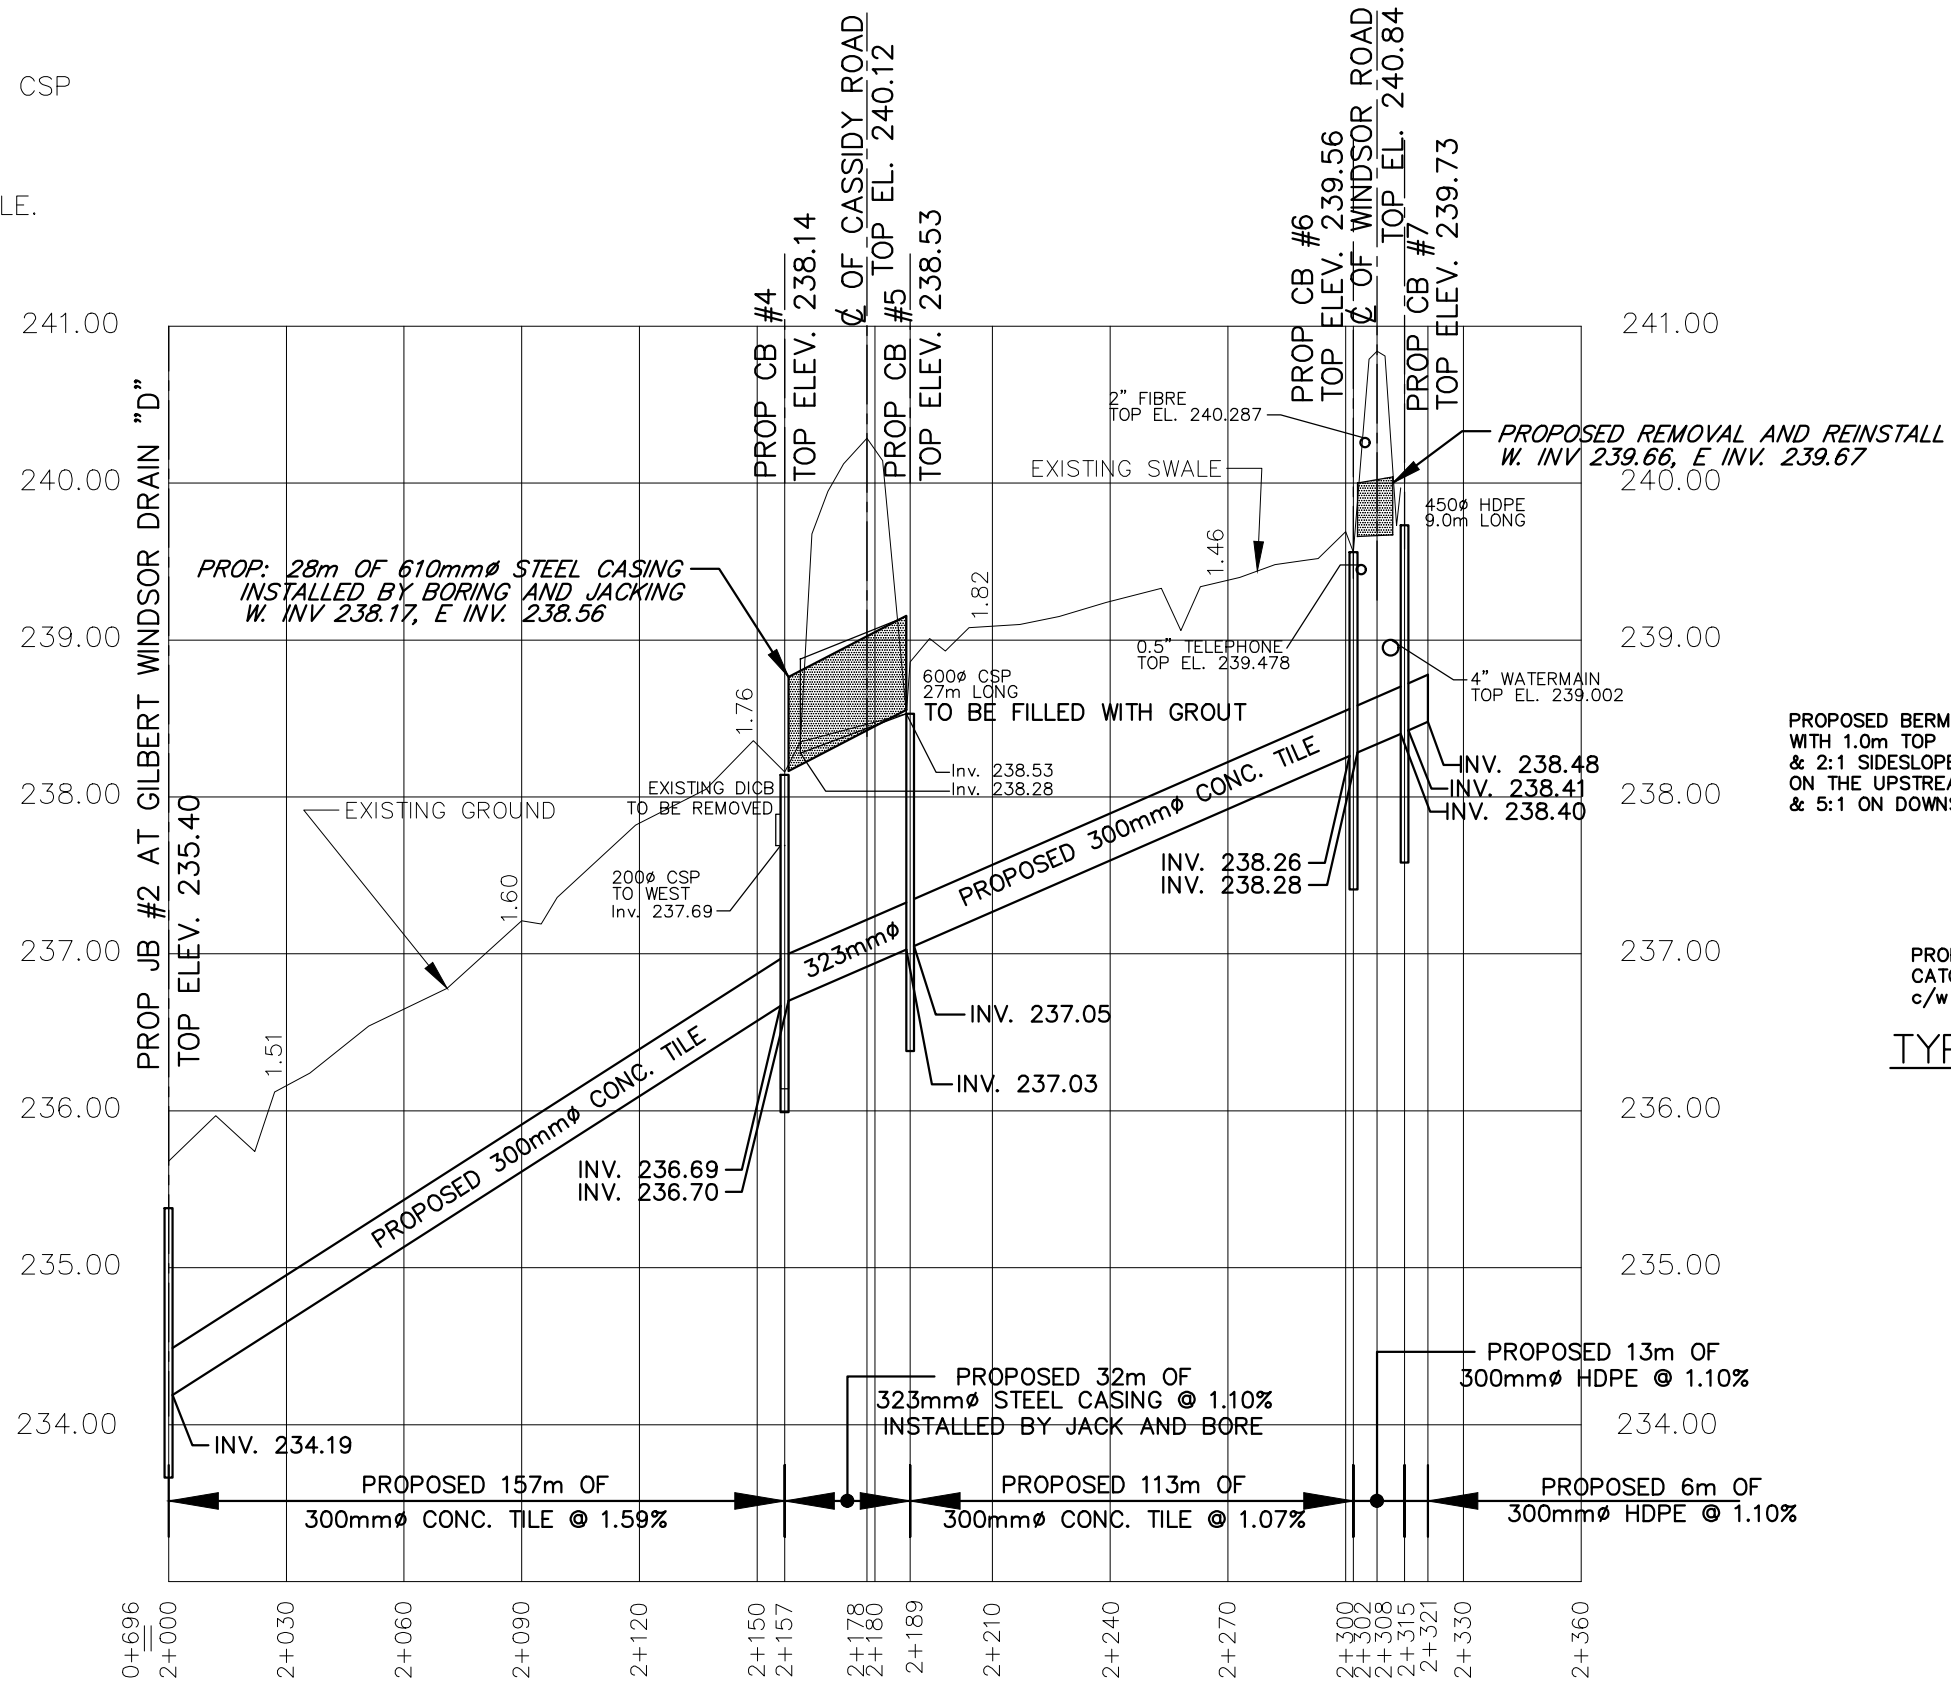 CSP
LE.
PROP JB #2 AT GILBERT WINDSOR DRAIN "D"
TOP ELEV. 235.40
PROP CB #4
TOP ELEV. 238.14
℄ OF CASSIDY ROAD
TOP EL. 240.12
PROP CB #5
TOP ELEV. 238.53
PROP CB #6
TOP ELEV. 239.56
℄ OF WINDSOR ROAD
TOP EL. 240.84
PROP CB #7
TOP ELEV. 239.73
241.00
240.00
239.00
238.00
237.00
236.00
235.00
234.00
241.00
240.00
239.00
238.00
237.00
236.00
235.00
234.00
2" FIBRE
TOP EL. 240.287
EXISTING SWALE
PROPOSED REMOVAL AND REINSTALL
W. INV 239.66, E INV. 239.67
450ø HDPE
9.0m LONG
PROP: 28m OF 610mmø STEEL CASING
INSTALLED BY BORING AND JACKING
W. INV 238.17, E INV. 238.56
1.46
1.82
0.5" TELEPHONE
TOP EL. 239.478
4" WATERMAIN
TOP EL. 239.002
600ø CSP
27m LONG
TO BE FILLED WITH GROUT
1.76
Inv. 238.53
Inv. 238.28
EXISTING DICB
TO BE REMOVED
EXISTING GROUND
PROPOSED BERM
WITH 1.0m TOP
& 2:1 SIDESLOPE
ON THE UPSTREA
& 5:1 ON DOWNS
INV. 238.48
INV. 238.41
INV. 238.40
INV. 238.26
INV. 238.28
200ø CSP
TO WEST
Inv. 237.69
1.60
PROPOSED 300mmø CONC. TILE
323mmø
PROPOSED 300mmø CONC. TILE
1.51
INV. 237.05
INV. 237.03
INV. 236.69
INV. 236.70
PRO
CATC
c/w
TYP
INV. 234.19
PROPOSED 32m OF
323mmø STEEL CASING @ 1.10%
INSTALLED BY JACK AND BORE
PROPOSED 13m OF
300mmø HDPE @ 1.10%
PROPOSED 157m OF
300mmø CONC. TILE @ 1.59%
PROPOSED 113m OF
300mmø CONC. TILE @ 1.07%
PROPOSED 6m OF
300mmø HDPE @ 1.10%
0+696
2+000
2+030
2+060
2+090
2+120
2+150
2+157
2+178
2+180
2+189
2+210
2+240
2+270
2+300
2+302
2+308
2+315
2+321
2+330
2+360